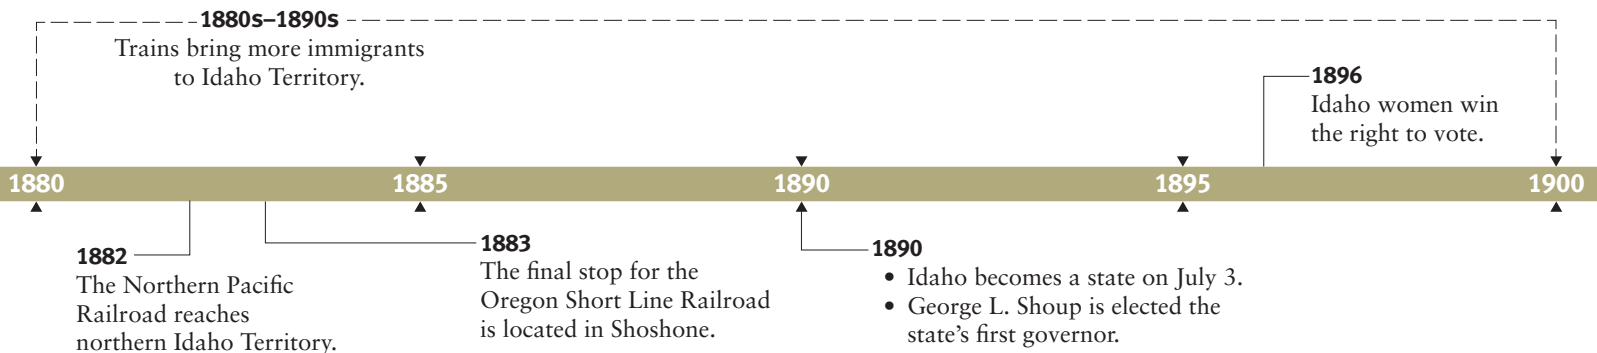 1880s–1890s
Trains bring more immigrants
to Idaho Territory.
1896
Idaho women win
the right to vote.
1880
1885
1890
1895
1900
1882
The Northern Pacific
Railroad reaches
northern Idaho Territory.
1883
The final stop for the
Oregon Short Line Railroad
is located in Shoshone.
1890
• Idaho becomes a state on July 3.
• George L. Shoup is elected the
state’s first governor.